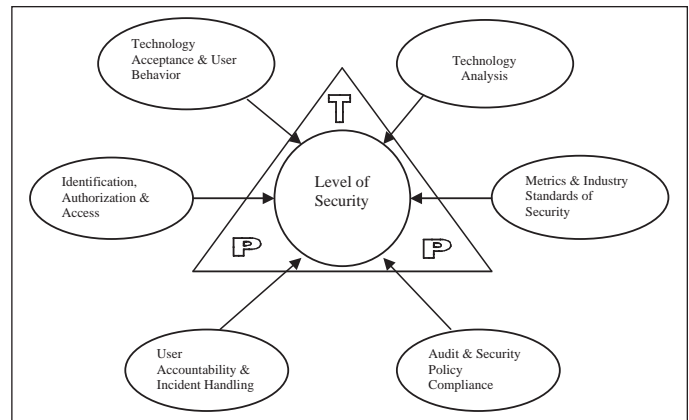 Technology
Acceptance & User
Behavior
Technology
Analysis
T
Identification,
Authorization &
Access
Level of
Security
Metrics & Industry
Standards of
Security
P
P
User
Accountability &
Incident Handling
Audit & Security
Policy
Compliance